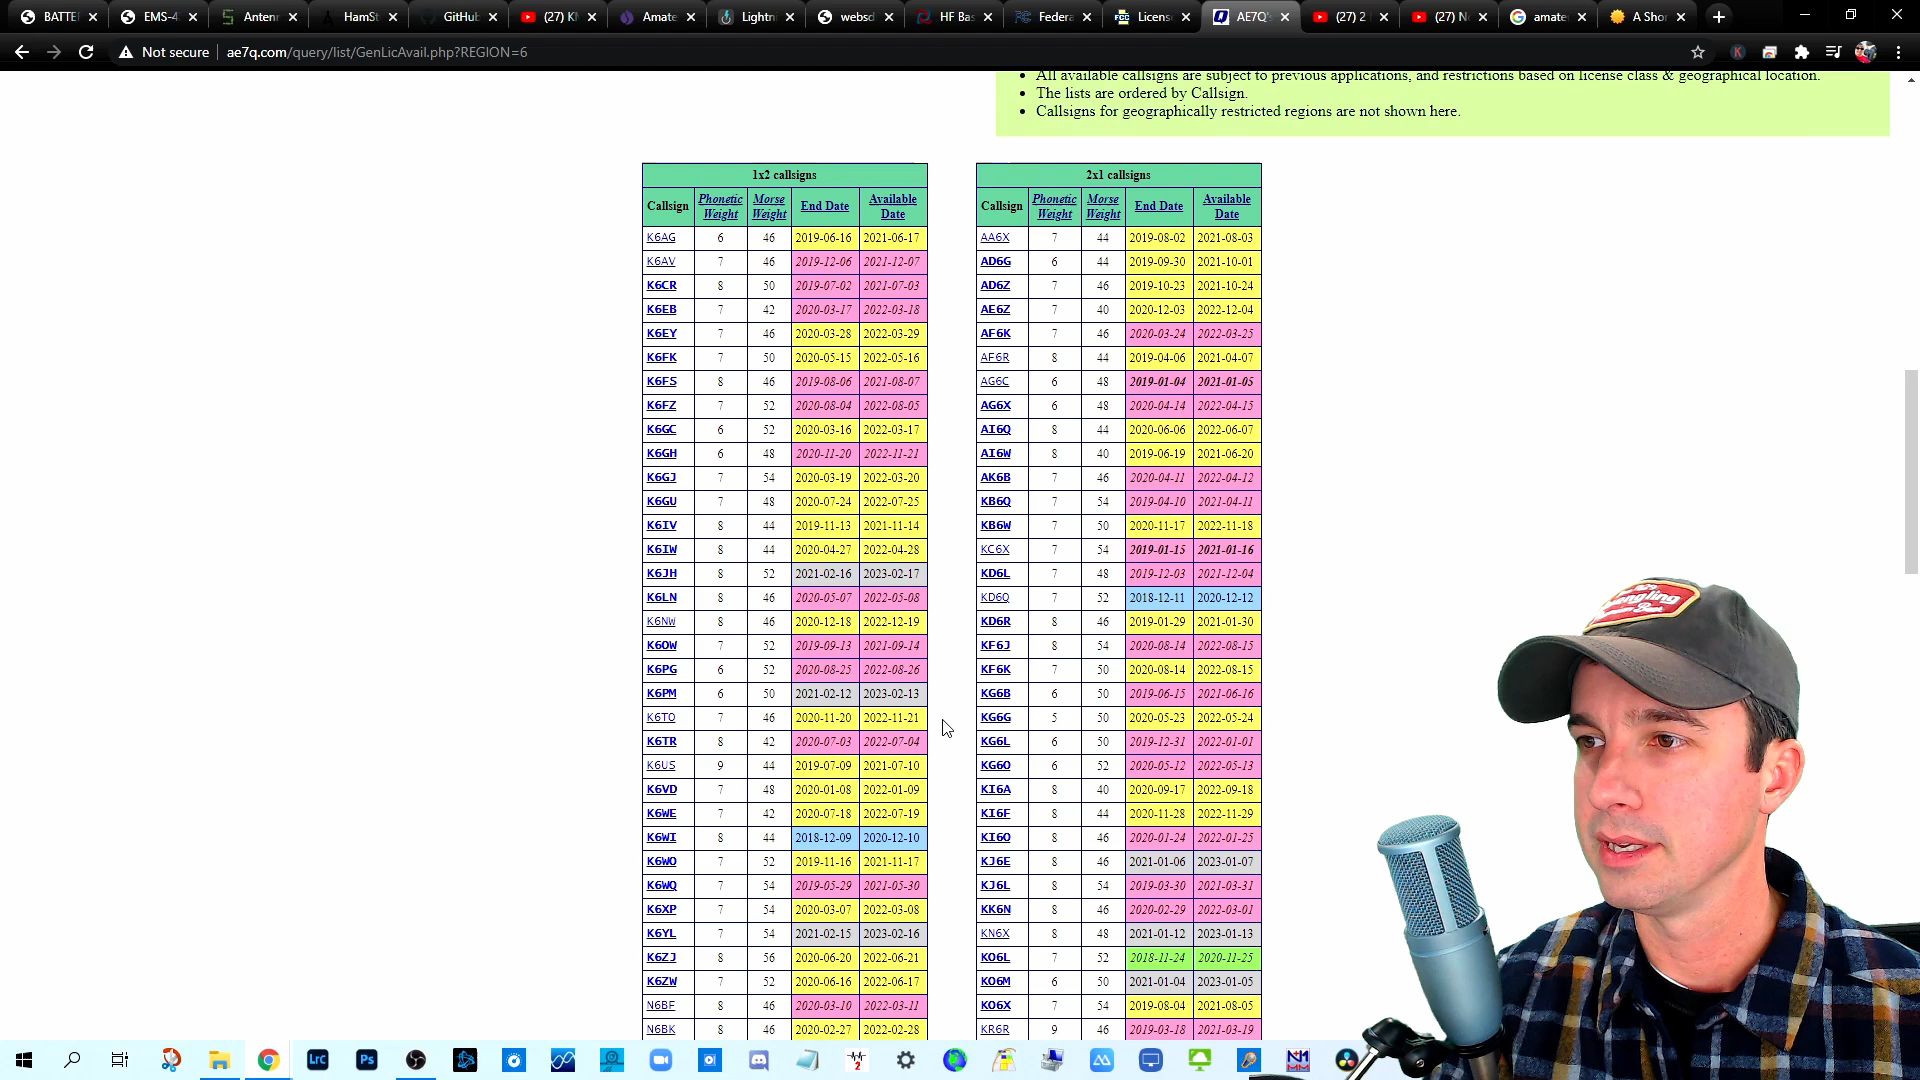 BATTE
EMS-4
Antenn
HamSt
GitHub
(27) K
Amate
Lightn
websd
HF Bas
Federa
FCC
License
AE7Q'
(27) 2
(27) N
amate
A Sho
Not secure
ae7q.com/query/list/GenLicAvail.php?REGION=6
All available callsigns are subject to previous applications, and restrictions based on license class & geographical location.
The lists are ordered by Callsign.
Callsigns for geographically restricted regions are not shown here.
1x2 callsigns
Callsign Phonetic Weight Morse Weight End Date Available Date
K6AG 6 46 2019-06-16 2021-06-17
K6AV 7 46 2019-12-06 2021-12-07
K6CR 8 50 2019-07-02 2021-07-03
K6EB 7 42 2020-03-17 2022-03-18
K6EY 7 46 2020-03-28 2022-03-29
K6FK 7 50 2020-05-15 2022-05-16
K6FS 8 46 2019-08-06 2021-08-07
K6FZ 7 52 2020-08-04 2022-08-05
K6GC 6 52 2020-03-16 2022-03-17
K6GH 6 48 2020-11-20 2022-11-21
K6GJ 7 54 2020-03-19 2022-03-20
K6GU 7 48 2020-07-24 2022-07-25
K6IV 8 44 2019-11-13 2021-11-14
K6IW 8 44 2020-04-27 2022-04-28
K6JH 8 52 2021-02-16 2023-02-17
K6LN 8 46 2020-05-07 2022-05-08
K6NW 8 46 2020-12-18 2022-12-19
K6OW 7 52 2019-09-13 2021-09-14
K6PG 6 52 2020-08-25 2022-08-26
K6PM 6 50 2021-02-12 2023-02-13
K6TO 7 46 2020-11-20 2022-11-21
K6TR 8 42 2020-07-03 2022-07-04
K6US 9 44 2019-07-09 2021-07-10
K6VD 7 48 2020-01-08 2022-01-09
K6WE 7 42 2020-07-18 2022-07-19
K6WI 8 44 2018-12-09 2020-12-10
K6WO 7 52 2019-11-16 2021-11-17
K6WQ 7 54 2019-05-29 2021-05-30
K6XP 7 54 2020-03-07 2022-03-08
K6YL 7 54 2021-02-15 2023-02-16
K6ZJ 8 56 2020-06-20 2022-06-21
K6ZW 7 52 2020-06-16 2022-06-17
N6BF 8 46 2020-03-10 2022-03-11
N6BK 8 46 2020-02-27 2022-02-28
2x1 callsigns
Callsign Phonetic Weight Morse Weight End Date Available Date
AA6X 7 44 2019-08-02 2021-08-03
AD6G 6 44 2019-09-30 2021-10-01
AD6Z 7 46 2019-10-23 2021-10-24
AE6Z 7 40 2020-12-03 2022-12-04
AF6K 7 46 2020-03-24 2022-03-25
AF6R 8 44 2019-04-06 2021-04-07
AG6C 6 48 2019-01-04 2021-01-05
AG6X 6 48 2020-04-14 2022-04-15
AI6Q 8 44 2020-06-06 2022-06-07
AI6W 8 40 2019-06-19 2021-06-20
AK6B 7 46 2020-04-11 2022-04-12
KB6Q 7 54 2019-04-10 2021-04-11
KB6W 7 50 2020-11-17 2022-11-18
KC6X 7 54 2019-01-15 2021-01-16
KD6L 7 48 2019-12-03 2021-12-04
KD6Q 7 52 2018-12-11 2020-12-12
KD6R 8 46 2019-01-29 2021-01-30
KF6J 8 54 2020-08-14 2022-08-15
KF6K 7 50 2020-08-14 2022-08-15
KG6B 6 50 2019-06-15 2021-06-16
KG6G 5 50 2020-05-23 2022-05-24
KG6L 6 50 2019-12-31 2022-01-01
KG6O 6 52 2020-05-12 2022-05-13
KI6A 8 40 2020-09-17 2022-09-18
KI6F 8 44 2020-11-28 2022-11-29
KI6O 8 46 2020-01-24 2022-01-25
KJ6E 8 46 2021-01-06 2023-01-07
KJ6L 8 54 2019-03-30 2021-03-31
KK6N 8 46 2020-02-29 2022-03-01
KN6X 8 48 2021-01-12 2023-01-13
KO6L 7 52 2018-11-24 2020-11-25
KO6M 6 50 2021-01-04 2023-01-05
KO6X 7 54 2019-08-04 2021-08-05
KR6R 9 46 2019-03-18 2021-03-19
LrC
Ps
2